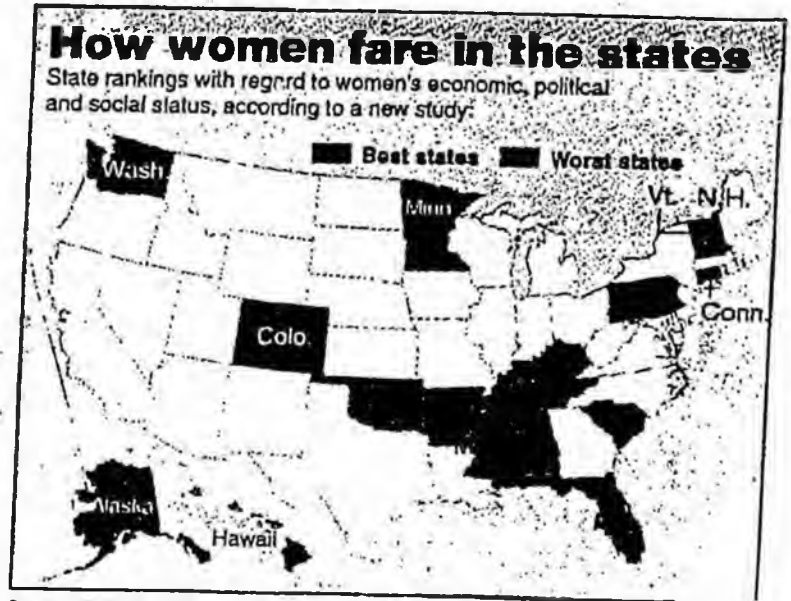 How women fare in the states
State rankings with regard to women's economic, political
and social status, according to a new study:
Best states Worst states
Wash
Minn
Vt. N.H.
Conn.
Colo.
Alaska
Hawaii